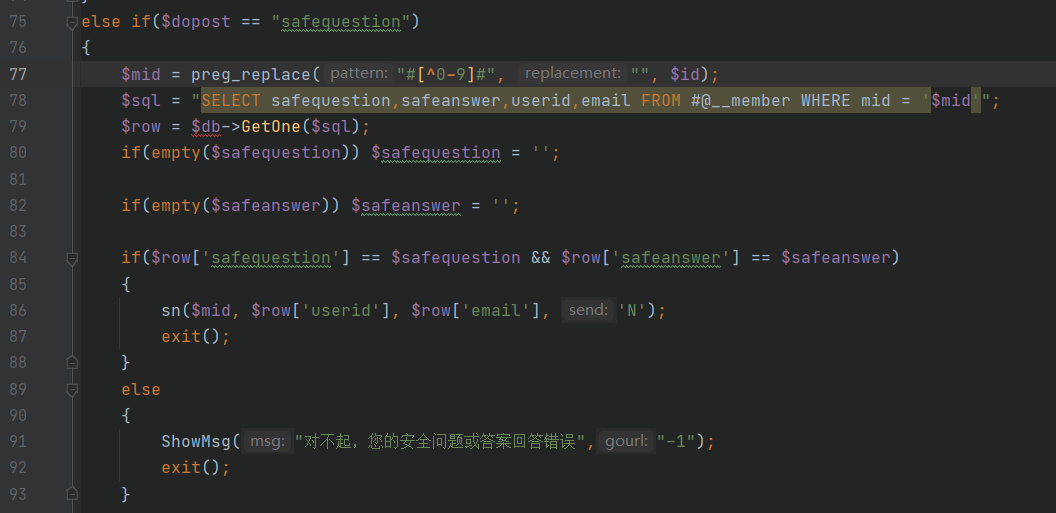 75 else if($dopost == "safequestion")
76 {
77 $mid = preg_replace( pattern: "#[^0-9]#", replacement: "", $id);
78 $sql = "SELECT safequestion,safeanswer,userid,email FROM #@__member WHERE mid = '$mid'";
79 $row = $db->GetOne($sql);
80 if(empty($safequestion)) $safequestion = '';
81
82 if(empty($safeanswer)) $safeanswer = '';
83
84 if($row['safequestion'] == $safequestion && $row['safeanswer'] == $safeanswer)
85 {
86 sn($mid, $row['userid'], $row['email'], send: 'N');
87 exit();
88 }
89 else
90 {
91 ShowMsg( msg: "对不起，您的安全问题或答案回答错误", gourl: "-1");
92 exit();
93 }